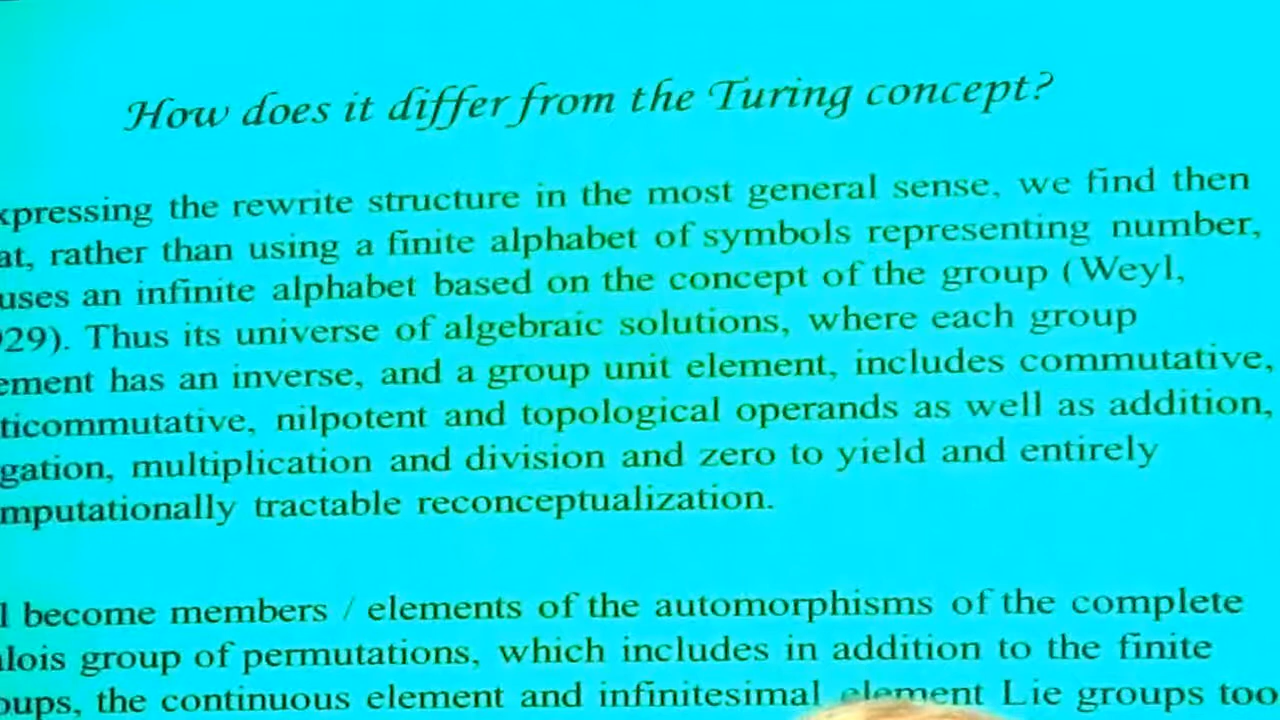 How does it differ from the Turing concept?
xpressing the rewrite structure in the most general sense, we find then
at, rather than using a finite alphabet of symbols representing number,
uses an infinite alphabet based on the concept of the group (Weyl,
929). Thus its universe of algebraic solutions, where each group
ement has an inverse, and a group unit element, includes commutative,
ticommutative, nilpotent and topological operands as well as addition,
gation, multiplication and division and zero to yield and entirely
mputationally tractable reconceptualization.
l become members / elements of the automorphisms of the complete
lois group of permutations, which includes in addition to the finite
oups, the continuous element and infinitesimal element Lie groups too